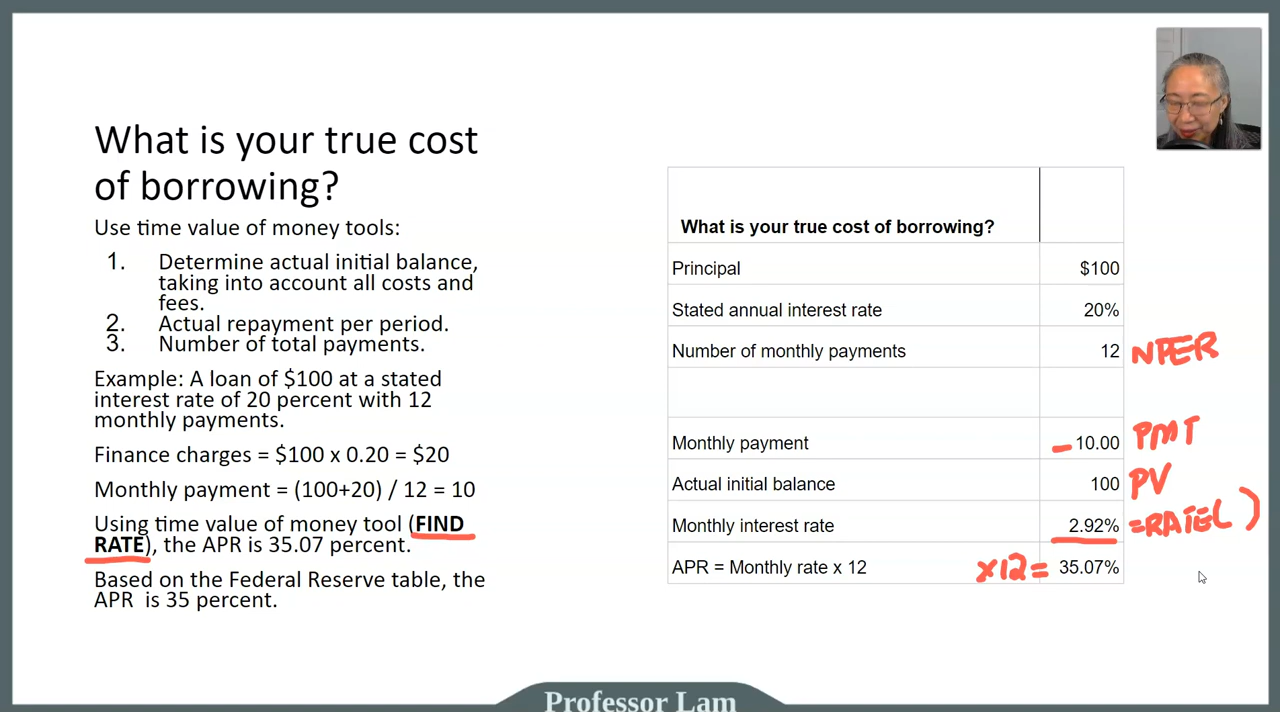 What is your true cost
of borrowing?
Use time value of money tools:
1. Determine actual initial balance,
taking into account all costs and
fees.
2. Actual repayment per period.
3. Number of total payments.
Example: A loan of $100 at a stated
interest rate of 20 percent with 12
monthly payments.
Finance charges = $100 x 0.20 = $20
Monthly payment = (100+20) / 12 = 10
Using time value of money tool (FIND
RATE), the APR is 35.07 percent.
Based on the Federal Reserve table, the
APR is 35 percent.
What is your true cost of borrowing?
Principal $100
Stated annual interest rate 20%
Number of monthly payments 12 NPER
Monthly payment -10.00 PMT
Actual initial balance 100 PV
Monthly interest rate 2.92% =RATE( )
APR = Monthly rate x 12 x12= 35.07%
Professor Lam